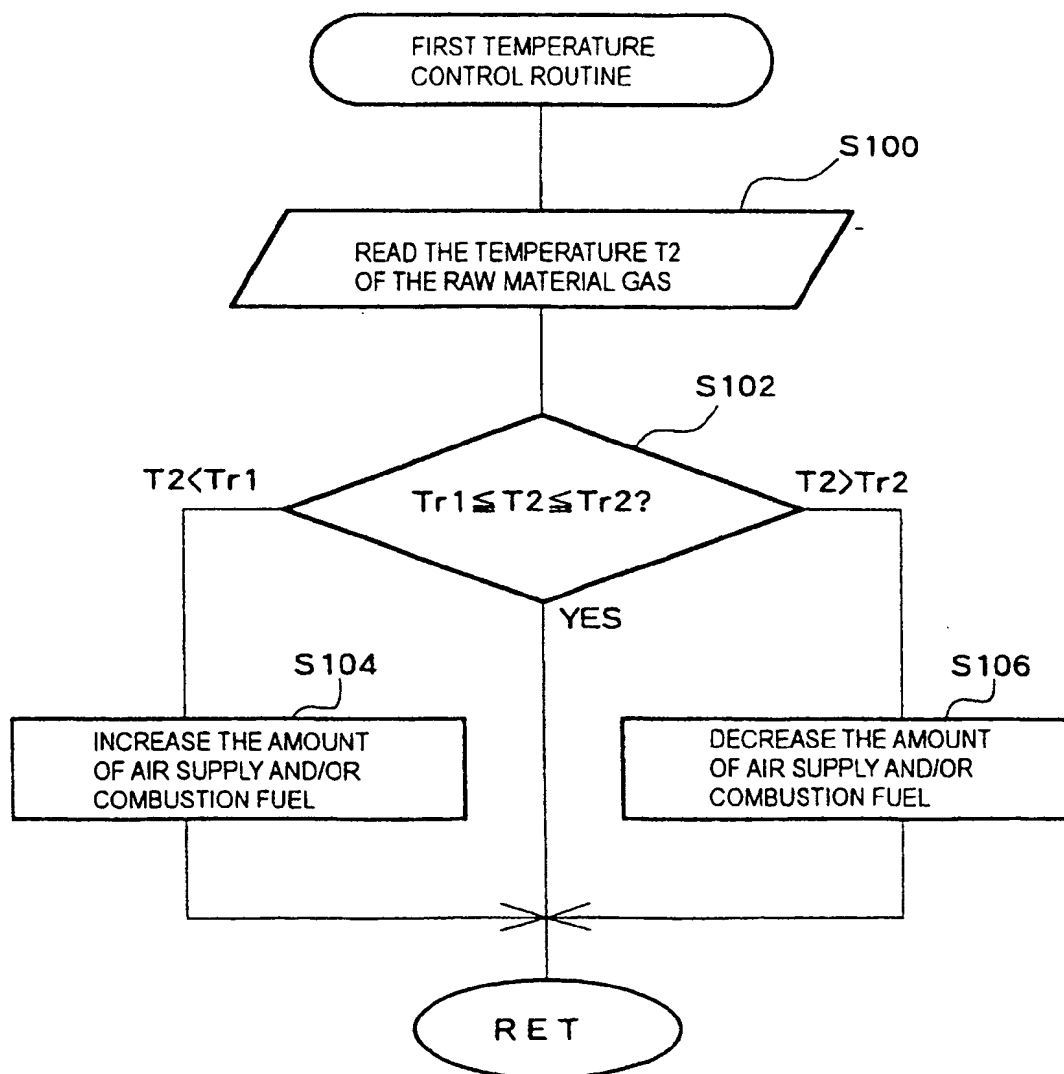 FIRST TEMPERATURE
CONTROL ROUTINE
S100
READ THE TEMPERATURE T2
OF THE RAW MATERIAL GAS
S102
T2<Tr1
Tr1≦T2≦Tr2?
T2>Tr2
YES
S104
S106
INCREASE THE AMOUNT
OF AIR SUPPLY AND/OR
COMBUSTION FUEL
DECREASE THE AMOUNT
OF AIR SUPPLY AND/OR
COMBUSTION FUEL
RET